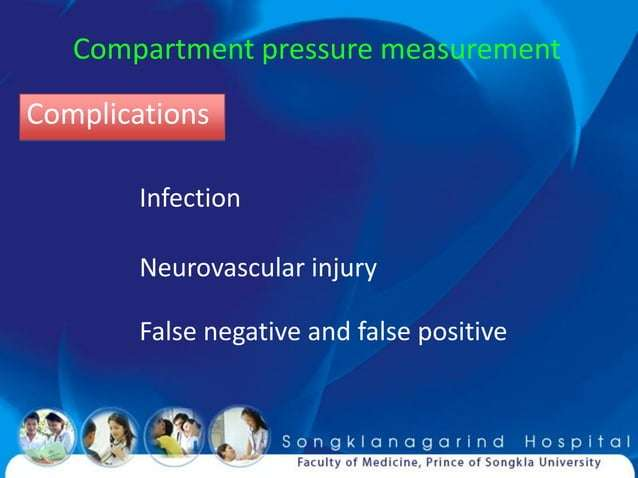 Compartment pressure measurement
Complications
Infection
Neurovascular injury
False negative and false positive
Songklanagarind Hospital
Faculty of Medicine, Prince of Songkla University